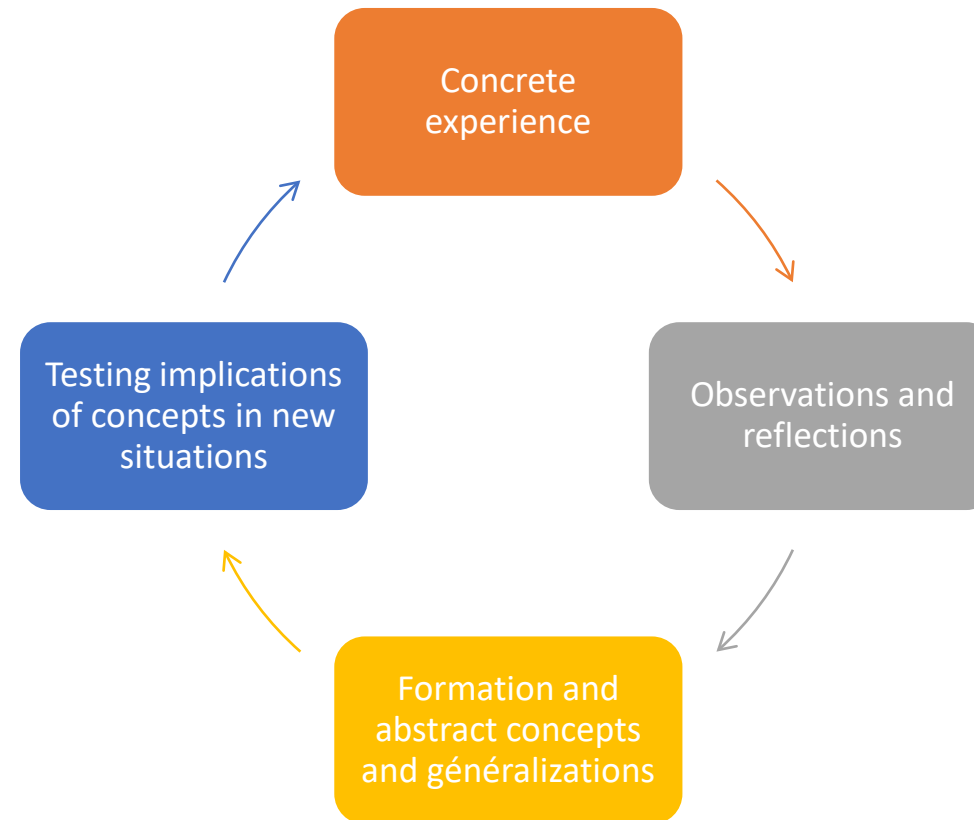 Concrete
experience
Observations and
reflections
Formation and
abstract concepts
and généralizations
Testing implications
of concepts in new
situations